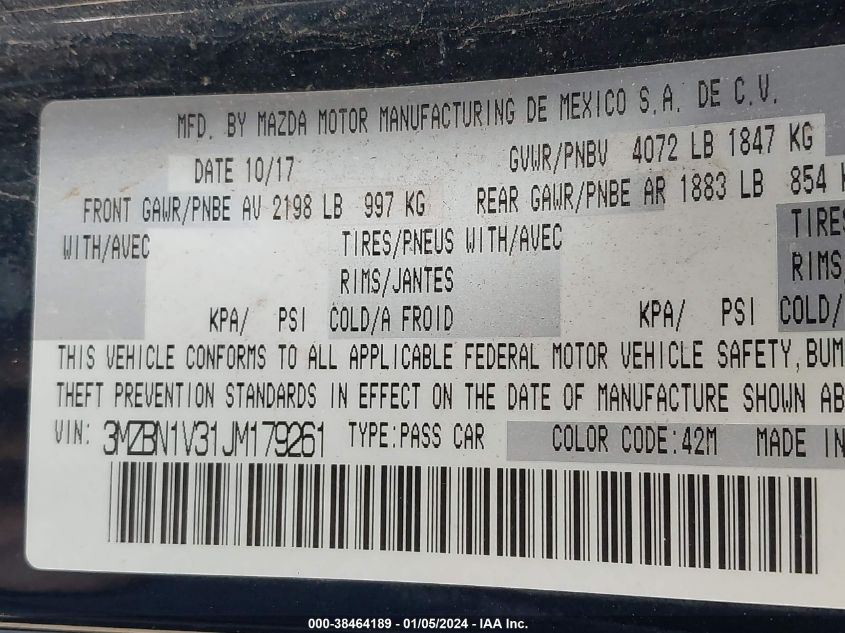 MFD. BY MAZDA MOTOR MANUFACTURING DE MEXICO S.A. DE C.V.
DATE 10/17 GVWR/PNBV 4072 LB 1847 KG
FRONT GAWR/PNBE AV 2198 LB 997 KG REAR GAWR/PNBE AR 1883 LB 854 K
WITH/AVEC TIRES/PNEUS WITH/AVEC TIRES
RIMS/JANTES RIMS/
KPA/ PSI COLD/A FROID KPA/ PSI COLD/
THIS VEHICLE CONFORMS TO ALL APPLICABLE FEDERAL MOTOR VEHICLE SAFETY, BUM
THEFT PREVENTION STANDARDS IN EFFECT ON THE DATE OF MANUFACTURE SHOWN AB
VIN: 3MZBN1V31JM179261 TYPE:PASS CAR COLOR CODE:42M MADE IN
000-38464189 - 01/05/2024 - IAA Inc.